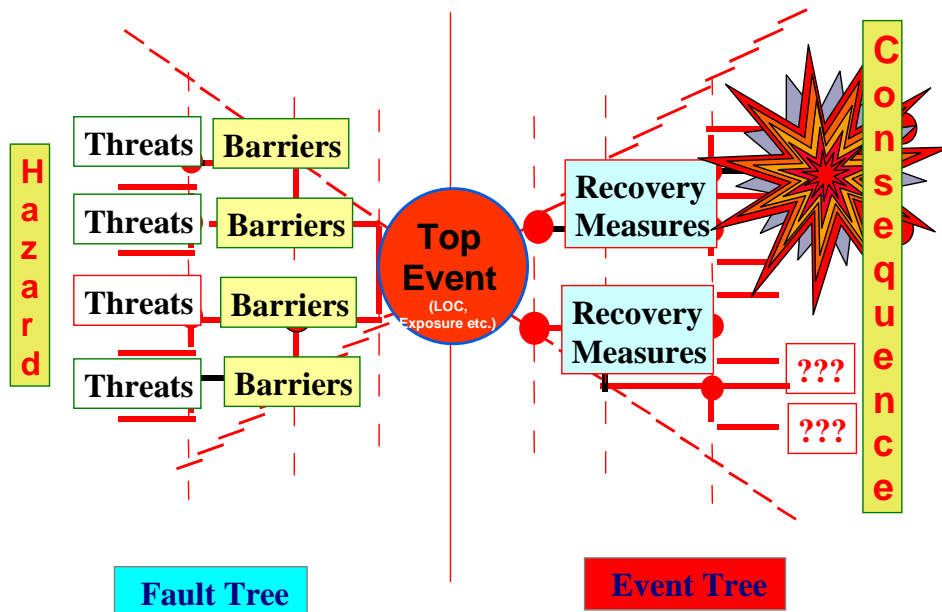 Hazard
Threats
Barriers
Threats
Barriers
Threats
Barriers
Threats
Barriers
Top
Event
(LOC,
Exposure etc.)
Recovery
Measures
Recovery
Measures
???
???
Consequence
Fault Tree
Event Tree